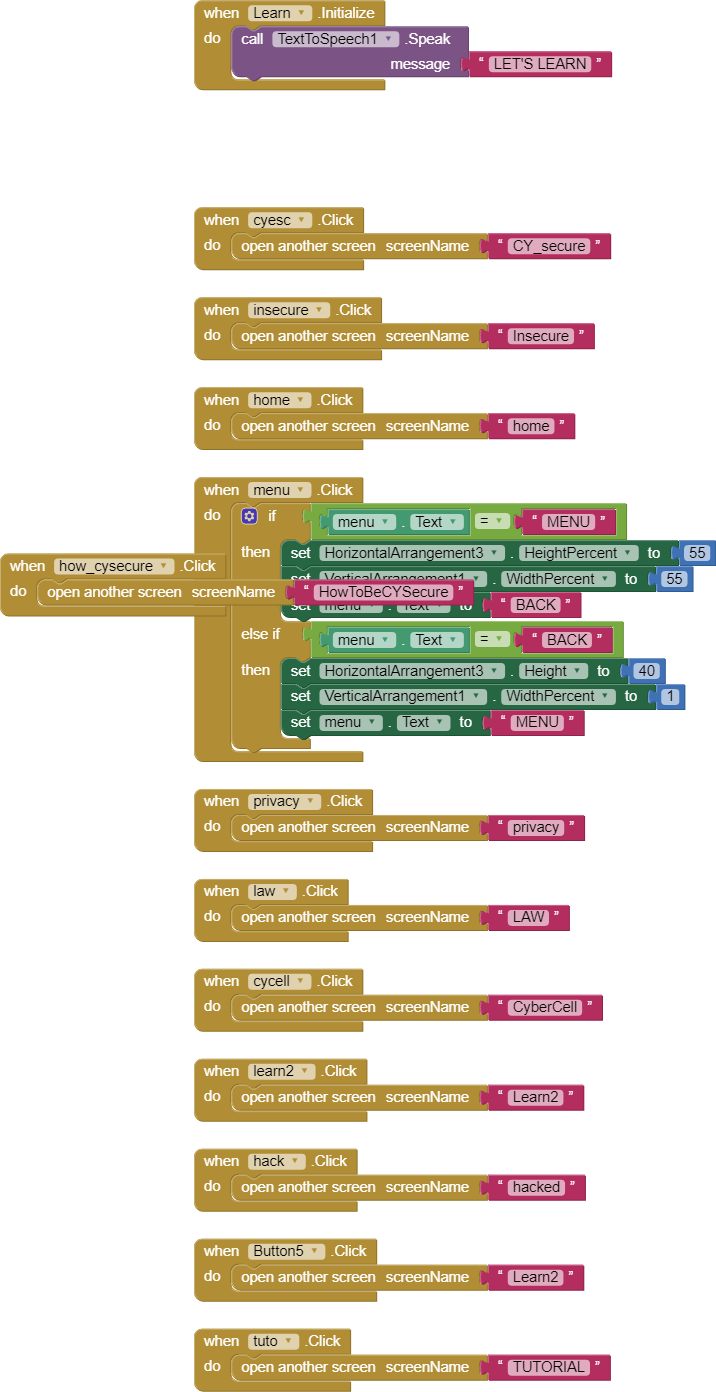 when Learn .Initialize
do call TextToSpeech1 .Speak
message “ LET'S LEARN ”
when cyesc .Click
do open another screen screenName “ CY_secure ”
when insecure .Click
do open another screen screenName “ Insecure ”
when home .Click
do open another screen screenName “ home ”
when menu .Click
do if menu . Text = “ MENU ”
then set HorizontalArrangement3 . HeightPercent to 55
when how_cysecure .Click
set VerticalArrangement1 . WidthPercent to 55
do open another screen screenName “ HowToBeCYSecure ”
set menu . Text to “ BACK ”
else if menu . Text = “ BACK ”
then set HorizontalArrangement3 . Height to 40
set VerticalArrangement1 . WidthPercent to 1
set menu . Text to “ MENU ”
when privacy .Click
do open another screen screenName “ privacy ”
when law .Click
do open another screen screenName “ LAW ”
when cycell .Click
do open another screen screenName “ CyberCell ”
when learn2 .Click
do open another screen screenName “ Learn2 ”
when hack .Click
do open another screen screenName “ hacked ”
when Button5 .Click
do open another screen screenName “ Learn2 ”
when tuto .Click
do open another screen screenName “ TUTORIAL ”